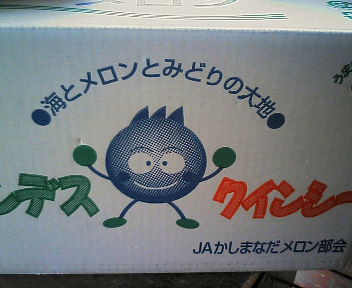 ●海とメロンとみどりの大地●
ンデス
クインシー
JAかしまなだメロン部会